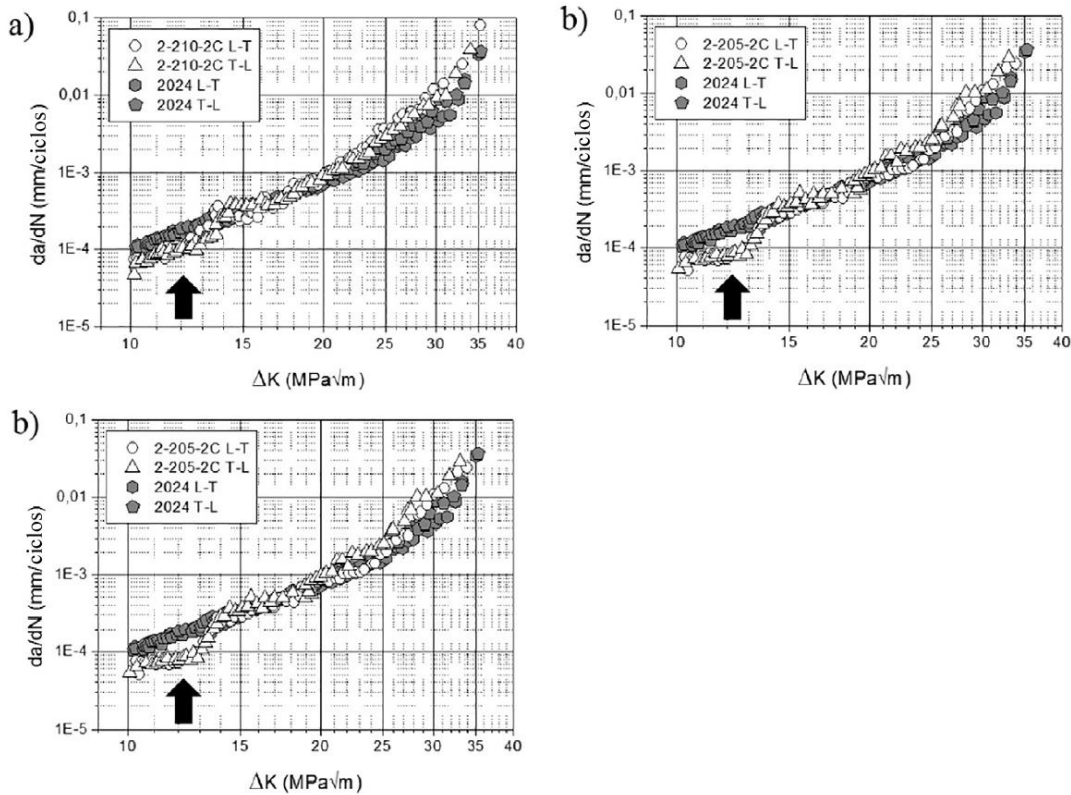 a)
0,1
0,01
1E-3
1E-4
1E-5
da/dN (mm/ciclos)
2-210-2C L-T
2-210-2C T-L
2024 L-T
2024 T-L
10 15 20 25 30 35 40
ΔK (MPa√m)
b)
0,1
0,01
1E-3
1E-4
1E-5
da/dN (mm/ciclos)
2-205-2C L-T
2-205-2C T-L
2024 L-T
2024 T-L
10 15 20 25 30 35 40
ΔK (MPa√m)
b)
0,1
0,01
1E-3
1E-4
1E-5
da/dN (mm/ciclos)
2-205-2C L-T
2-205-2C T-L
2024 L-T
2024 T-L
10 15 20 25 30 35 40
ΔK (MPa√m)